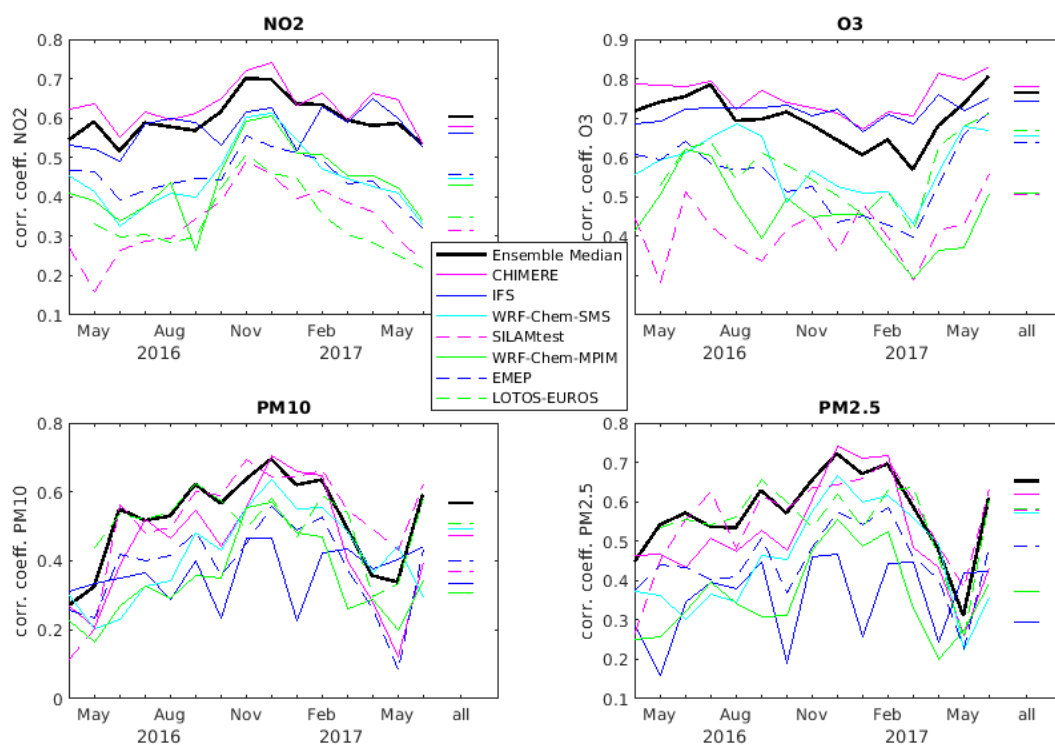 NO2
0.8
0.7
0.6
0.5
0.4
0.3
0.2
0.1
corr. coeff. NO2
May Aug Nov Feb May all
2016 2017
O3
0.8
0.7
0.6
0.5
0.4
corr. coeff. O3
May Aug Nov Feb May all
2016 2017
Ensemble Median
CHIMERE
IFS
WRF-Chem-SMS
SILAMtest
WRF-Chem-MPIM
EMEP
LOTOS-EUROS
PM10
0.8
0.6
0.4
0.2
0
corr. coeff. PM10
May Aug Nov Feb May all
2016 2017
PM2.5
0.8
0.7
0.6
0.5
0.4
0.3
0.2
0.1
corr. coeff. PM2.5
May Aug Nov Feb May all
2016 2017